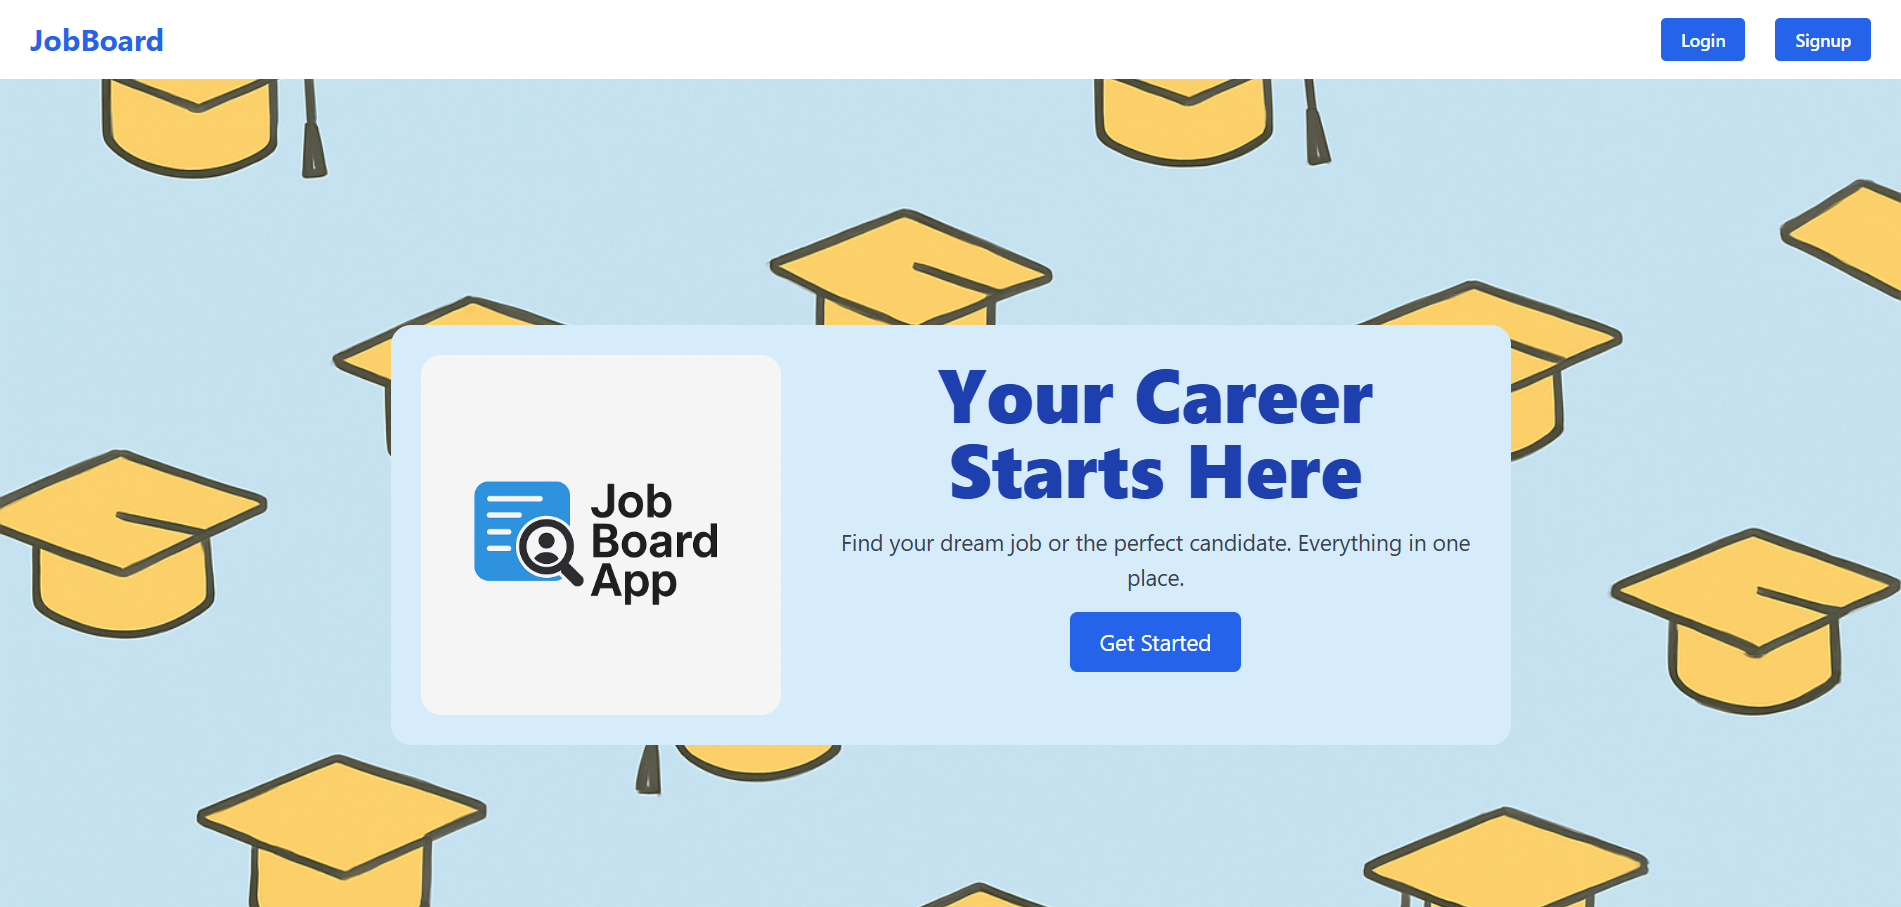 JobBoard
Login
Signup
Job
Board
App
Your Career
Starts Here
Find your dream job or the perfect candidate. Everything in one
place.
Get Started